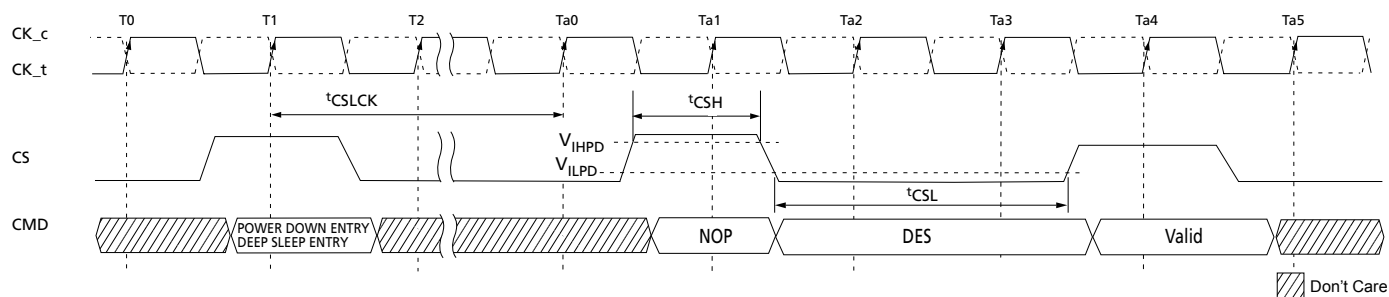 T0 T1 T2 Ta0 Ta1 Ta2 Ta3 Ta4 Ta5
CK_c
CK_t
tCSLCK tCSH
VIHPD
CS
VILPD
tCSL
CMD
POWER DOWN ENTRY
DEEP SLEEP ENTRY
NOP DES Valid
Don't Care